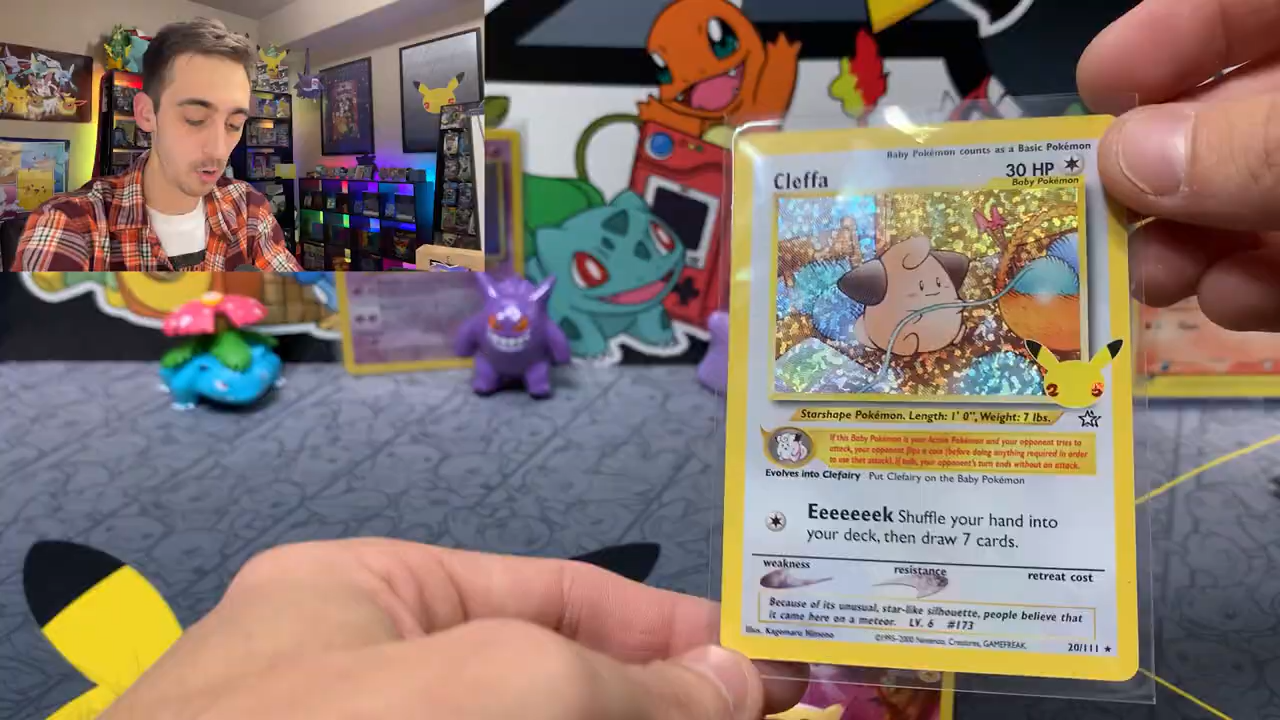 Baby Pokémon counts as a Basic Pokémon
Cleffa
30 HP
Baby Pokémon
25
Starshape Pokémon. Length: 1' 0", Weight: 7 lbs.
If this Baby Pokémon is your Active Pokémon and your opponent tries to
attack, your opponent flips a coin (before doing anything required in order
to use that attack). If tails, your opponent's turn ends without an attack.
Evolves into Clefairy Put Clefairy on the Baby Pokémon
Eeeeeeek Shuffle your hand into
your deck, then draw 7 cards.
weakness
resistance
retreat cost
Because of its unusual, star-like silhouette, people believe that
it came here on a meteor. LV. 6 #173
Illus. Kagemaru Himeno
©1995-2000 Nintendo, Creatures, GAMEFREAK.
20/111